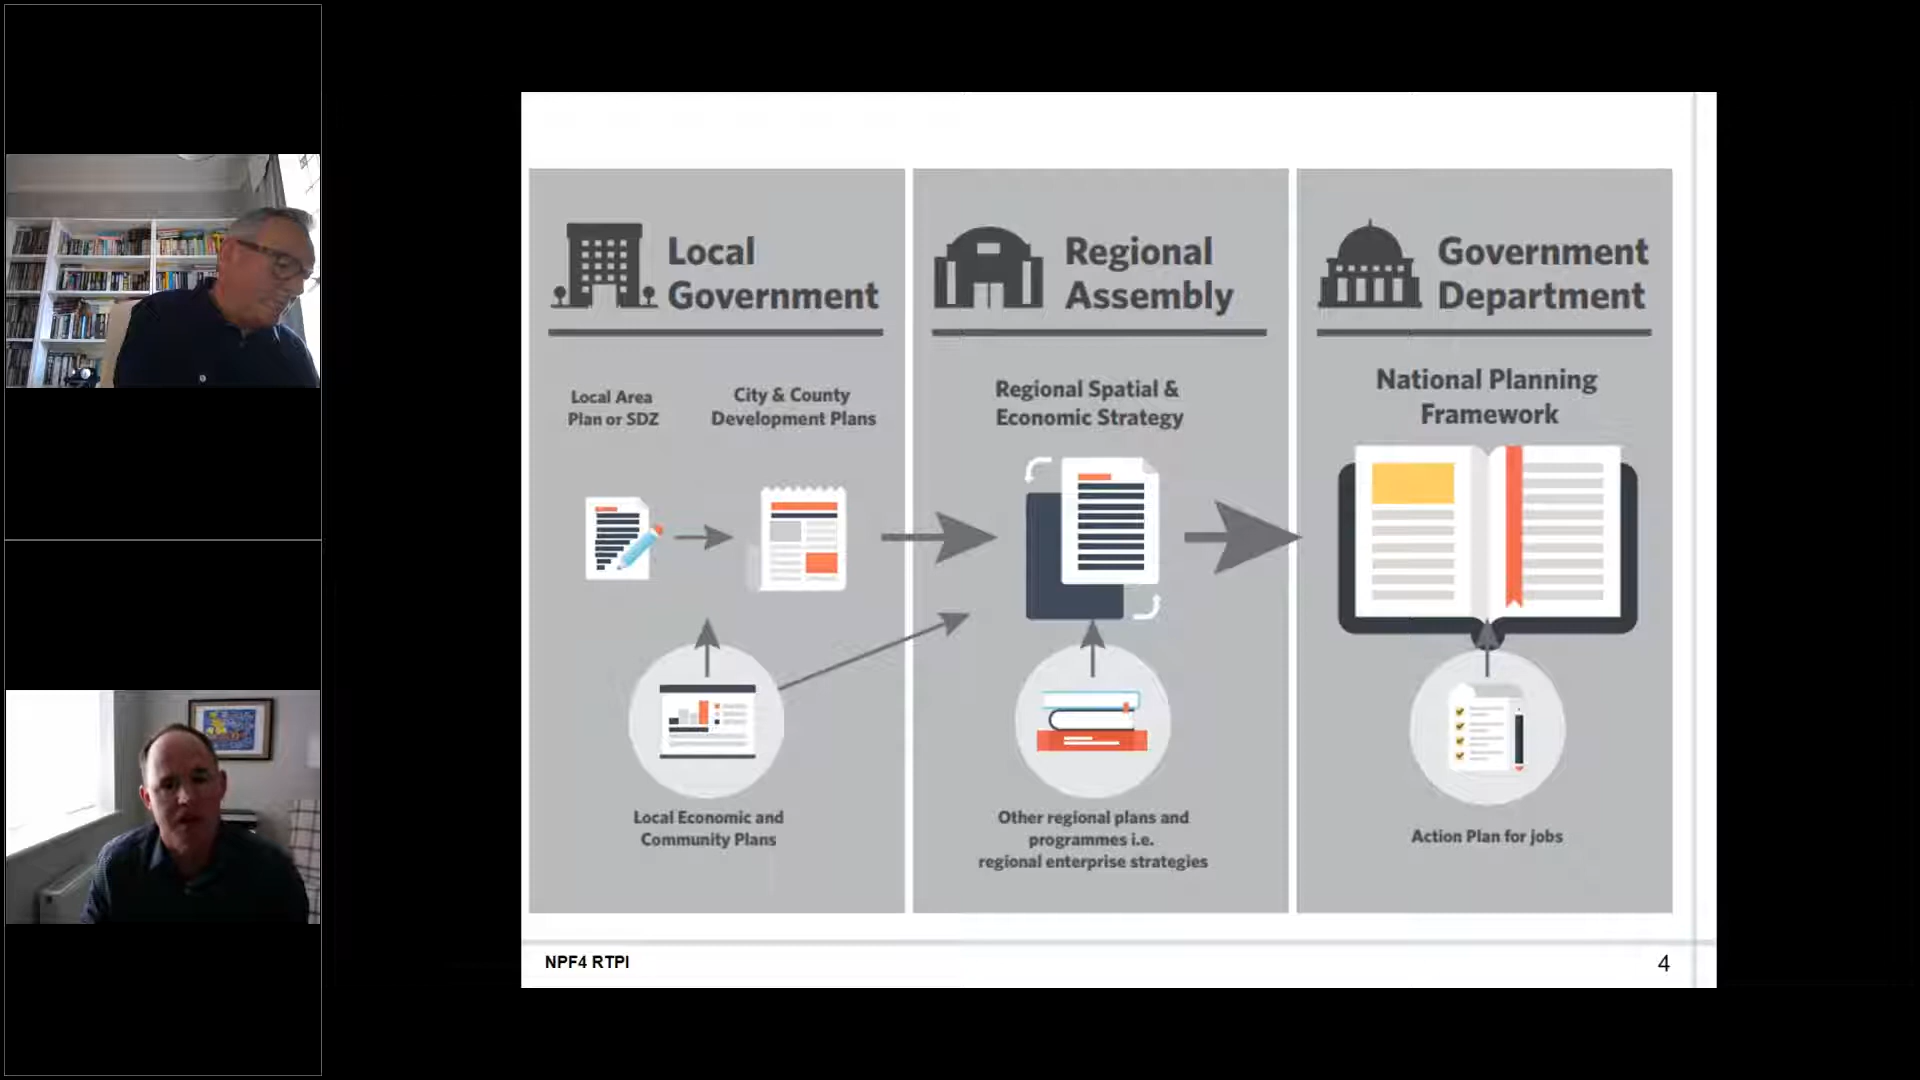 Local
Government
Local Area
Plan or SDZ
City & County
Development Plans
Local Economic and
Community Plans
Regional
Assembly
Regional Spatial &
Economic Strategy
Other regional plans and
programmes i.e.
regional enterprise strategies
Government
Department
National Planning
Framework
Action Plan for jobs
NPF4 RTPI
4